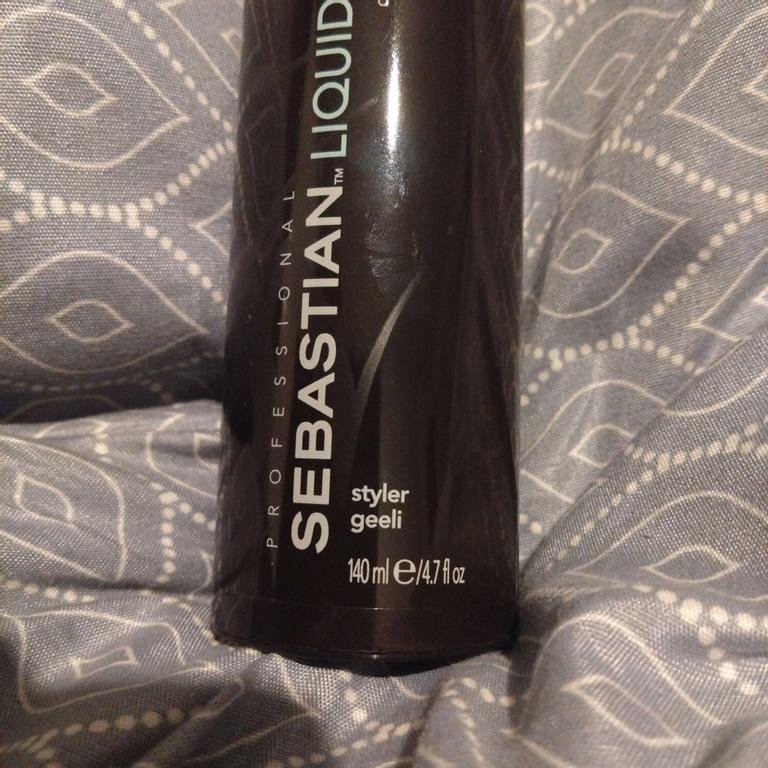 PROFESSIONAL
SEBASTIAN™ LIQUID
styler
geeli
140 ml e/4.7 fl oz